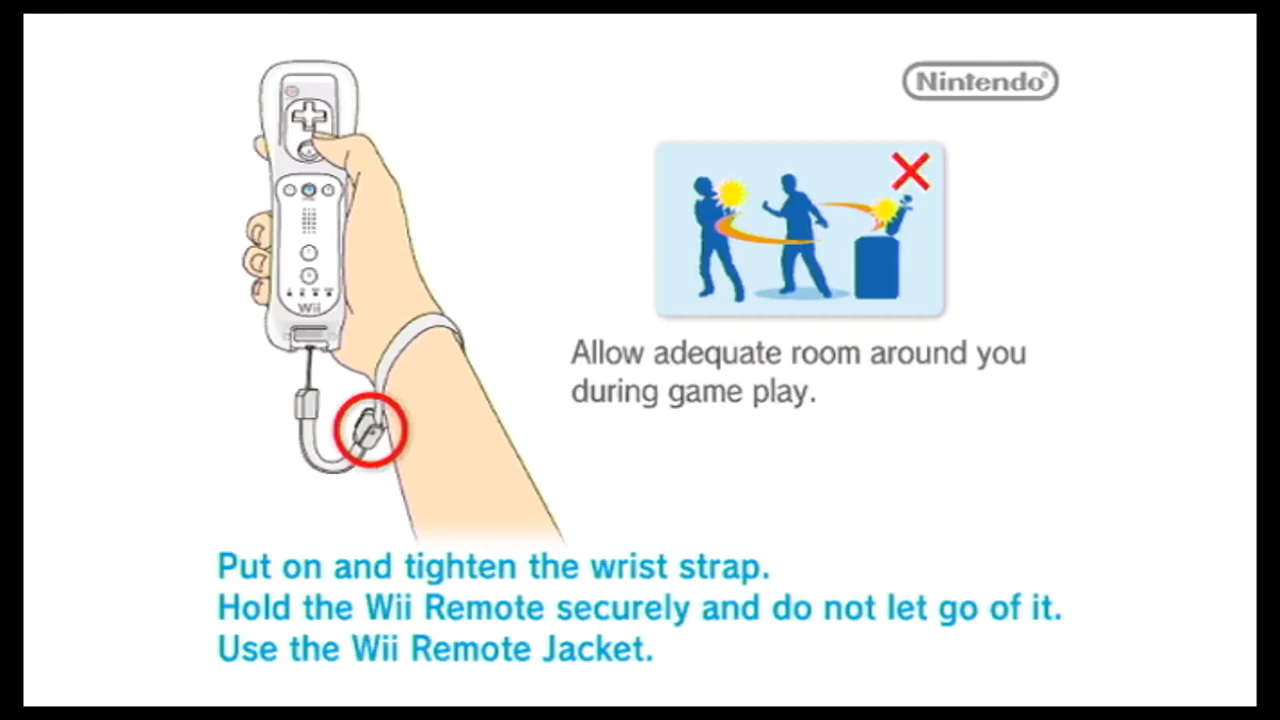 Nintendo®
Wii
Allow adequate room around you
during game play.
Put on and tighten the wrist strap.
Hold the Wii Remote securely and do not let go of it.
Use the Wii Remote Jacket.